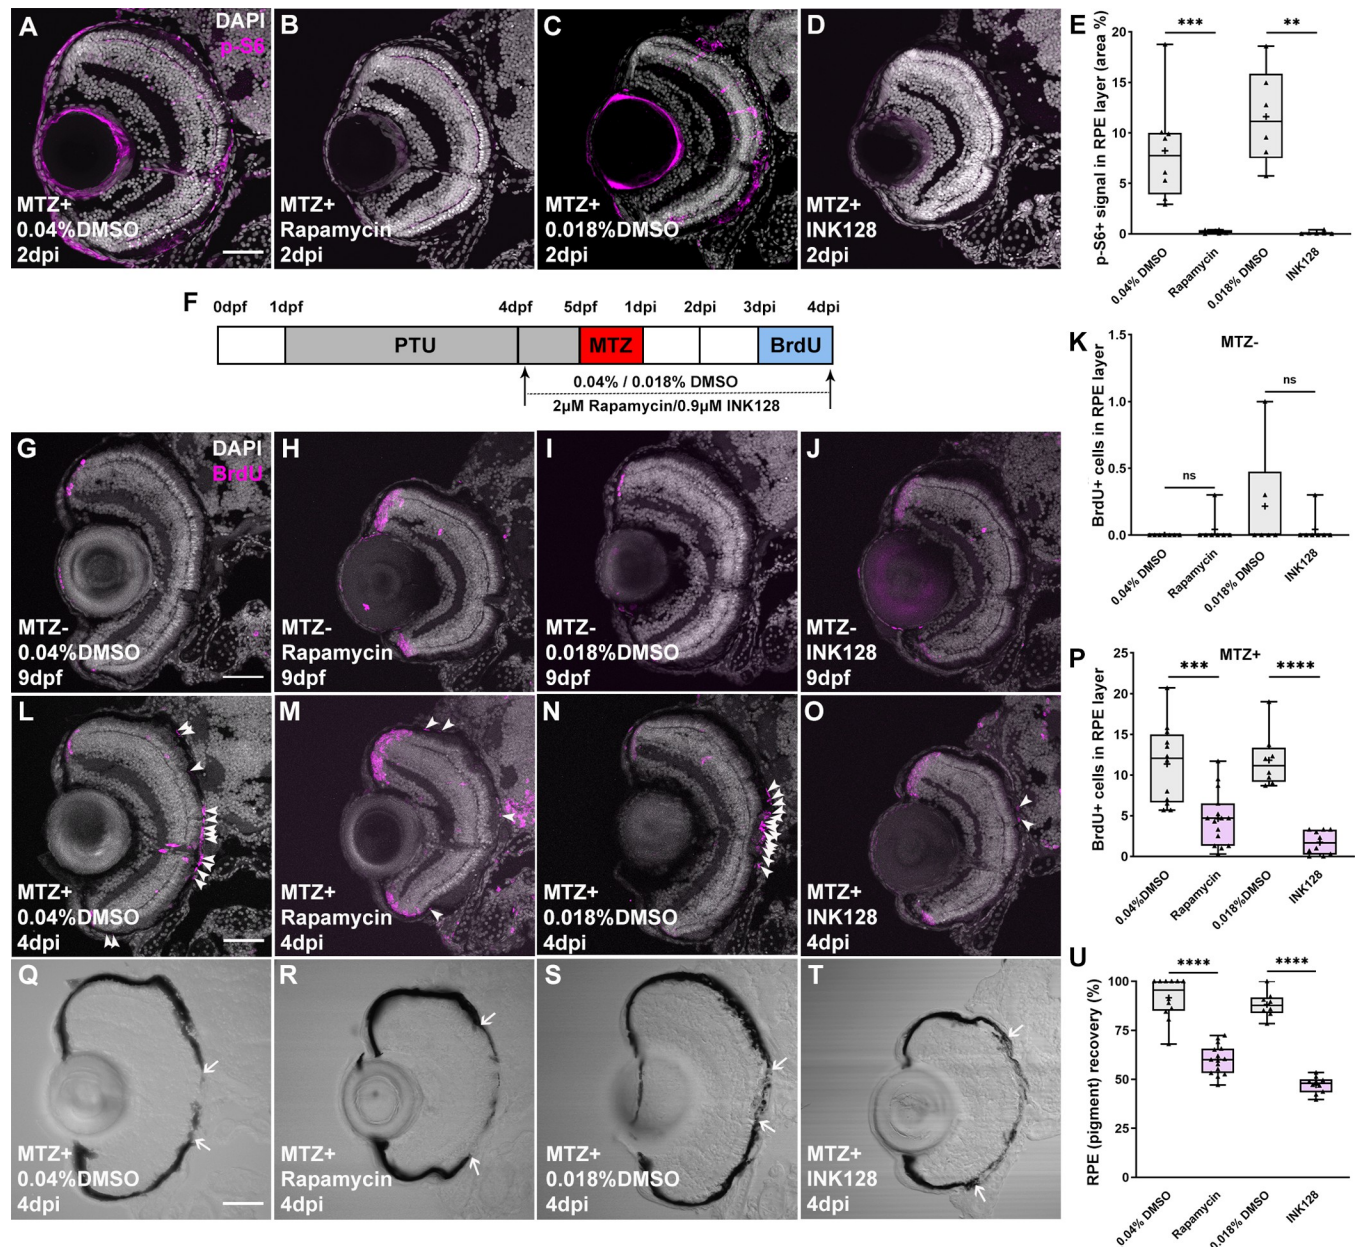 A
DAPI
p-S6
MTZ+
0.04%DMSO
2dpi
B
MTZ+
Rapamycin
2dpi
C
MTZ+
0.018%DMSO
2dpi
D
MTZ+
INK128
2dpi
E
p-S6+ signal in RPE layer (area %)
20
15
10
5
0
***
**
0.04% DMSO
Rapamycin
0.018% DMSO
INK128
F
0dpf 1dpf 4dpf 5dpf 1dpi 2dpi 3dpi 4dpi
PTU MTZ BrdU
0.04% / 0.018% DMSO
2µM Rapamycin/0.9µM INK128
G
DAPI
BrdU
MTZ-
0.04%DMSO
9dpf
H
MTZ-
Rapamycin
9dpf
I
MTZ-
0.018%DMSO
9dpf
J
MTZ-
INK128
9dpf
K
MTZ-
BrdU+ cells in RPE layer
1.5
1.0
0.5
0.0
ns
ns
0.04% DMSO
Rapamycin
0.018% DMSO
INK128
L
MTZ+
0.04%DMSO
4dpi
M
MTZ+
Rapamycin
4dpi
N
MTZ+
0.018%DMSO
4dpi
O
MTZ+
INK128
4dpi
P
MTZ+
BrdU+ cells in RPE layer
25
20
15
10
5
0
***
****
0.04%DMSO
Rapamycin
0.018%DMSO
INK128
Q
MTZ+
0.04%DMSO
4dpi
R
MTZ+
Rapamycin
4dpi
S
MTZ+
0.018%DMSO
4dpi
T
MTZ+
INK128
4dpi
U
RPE (pigment) recovery (%)
100
75
50
25
0
****
****
0.04% DMSO
Rapamycin
0.018% DMSO
INK128